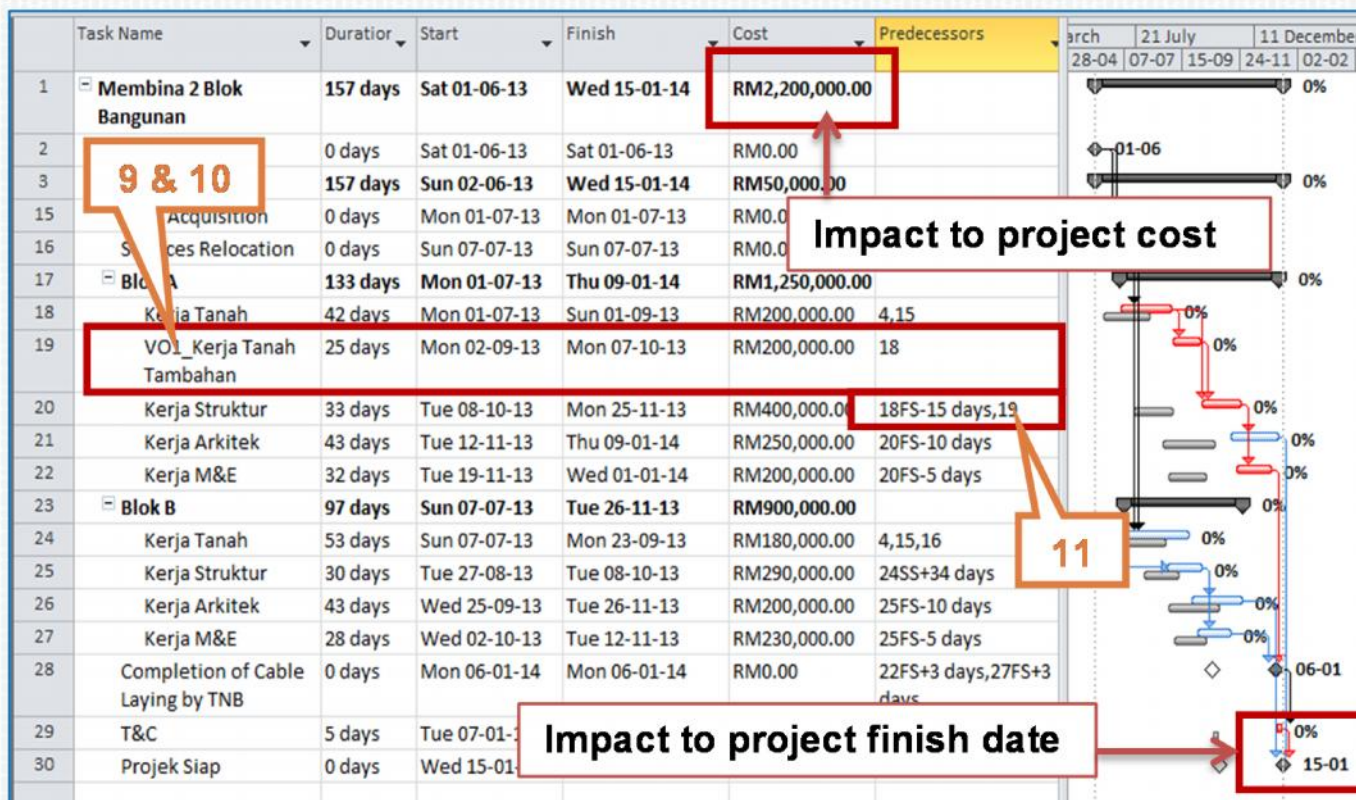 Task Name Duration Start Finish Cost Predecessors arch 21 July 11 December
28-04 07-07 15-09 24-11 02-02
1 Membina 2 Blok Bangunan 157 days Sat 01-06-13 Wed 15-01-14 RM2,200,000.00 0%
2 0 days Sat 01-06-13 Sat 01-06-13 RM0.00 01-06
9 & 10
3 157 days Sun 02-06-13 Wed 15-01-14 RM50,000.00 0%
15 Acquisition 0 days Mon 01-07-13 Mon 01-07-13 RM0.0
Impact to project cost
16 S ces Relocation 0 days Sun 07-07-13 Sun 07-07-13 RM0.0
17 Blok A 133 days Mon 01-07-13 Thu 09-01-14 RM1,250,000.00 0%
18 Kerja Tanah 42 days Mon 01-07-13 Sun 01-09-13 RM200,000.00 4,15 0%
19 VO1_Kerja Tanah Tambahan 25 days Mon 02-09-13 Mon 07-10-13 RM200,000.00 18 0%
20 Kerja Struktur 33 days Tue 08-10-13 Mon 25-11-13 RM400,000.00 18FS-15 days,19 0%
21 Kerja Arkitek 43 days Tue 12-11-13 Thu 09-01-14 RM250,000.00 20FS-10 days 0%
22 Kerja M&E 32 days Tue 19-11-13 Wed 01-01-14 RM200,000.00 20FS-5 days 0%
23 Blok B 97 days Sun 07-07-13 Tue 26-11-13 RM900,000.00 0%
24 Kerja Tanah 53 days Sun 07-07-13 Mon 23-09-13 RM180,000.00 4,15,16 0%
11
25 Kerja Struktur 30 days Tue 27-08-13 Tue 08-10-13 RM290,000.00 24SS+34 days 0%
26 Kerja Arkitek 43 days Wed 25-09-13 Tue 26-11-13 RM200,000.00 25FS-10 days 0%
27 Kerja M&E 28 days Wed 02-10-13 Tue 12-11-13 RM230,000.00 25FS-5 days 0%
28 Completion of Cable Laying by TNB 0 days Mon 06-01-14 Mon 06-01-14 RM0.00 22FS+3 days,27FS+3 days 06-01
29 T&C 5 days Tue 07-01-1 0%
Impact to project finish date
30 Projek Siap 0 days Wed 15-01- 15-01